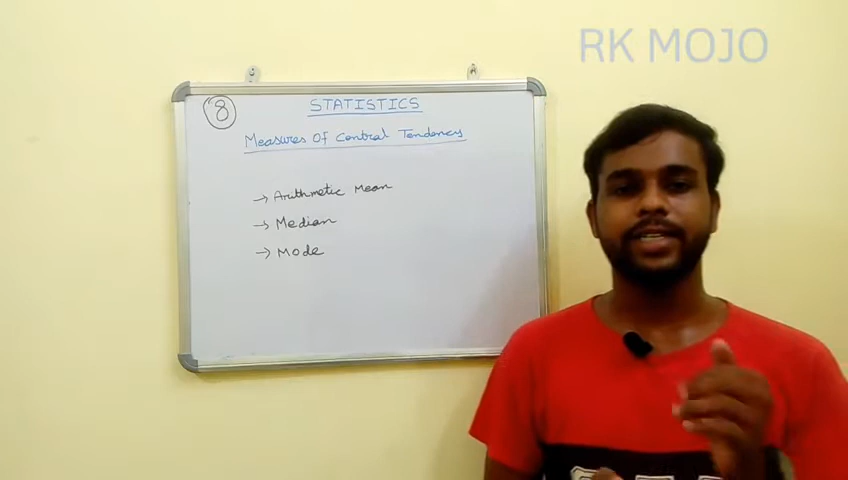 RK MOJO
8
STATISTICS
Measures Of Central Tendency
→ Arithmetic Mean
→ Median
→ Mode